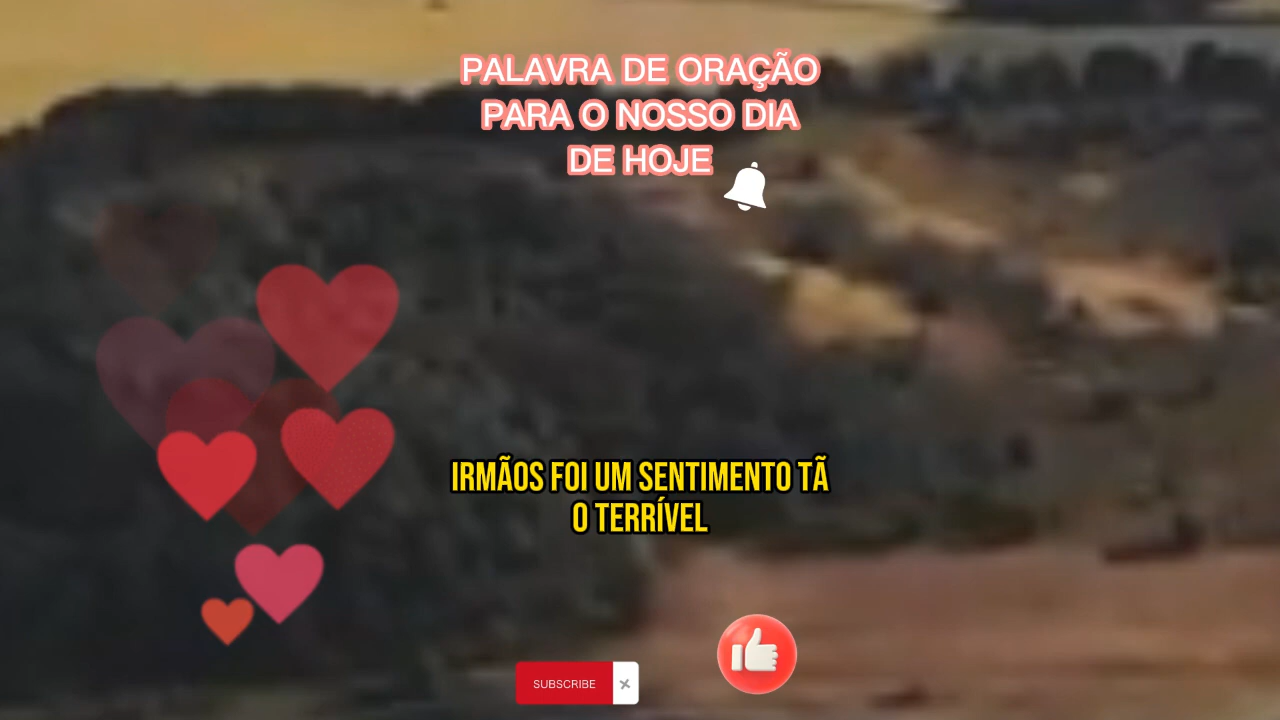 PALAVRA DE ORAÇÃO
PARA O NOSSO DIA
DE HOJE
IRMÃOS FOI UM SENTIMENTO TÃ
O TERRÍVEL
SUBSCRIBE